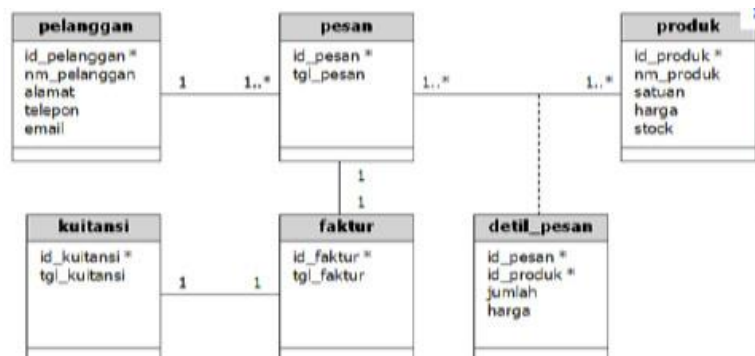 pelanggan
id_pelanggan *
nm_pelanggan
alamat
telepon
email
1
1..*
pesan
id_pesan *
tgl_pesan
1..*
1..*
produk
id_produk *
nm_produk
satuan
harga
stock
1
1
kuitansi
id_kuitansi *
tgl_kuitansi
1
1
faktur
id_faktur *
tgl_faktur
detil_pesan
id_pesan *
id_produk *
jumlah
harga